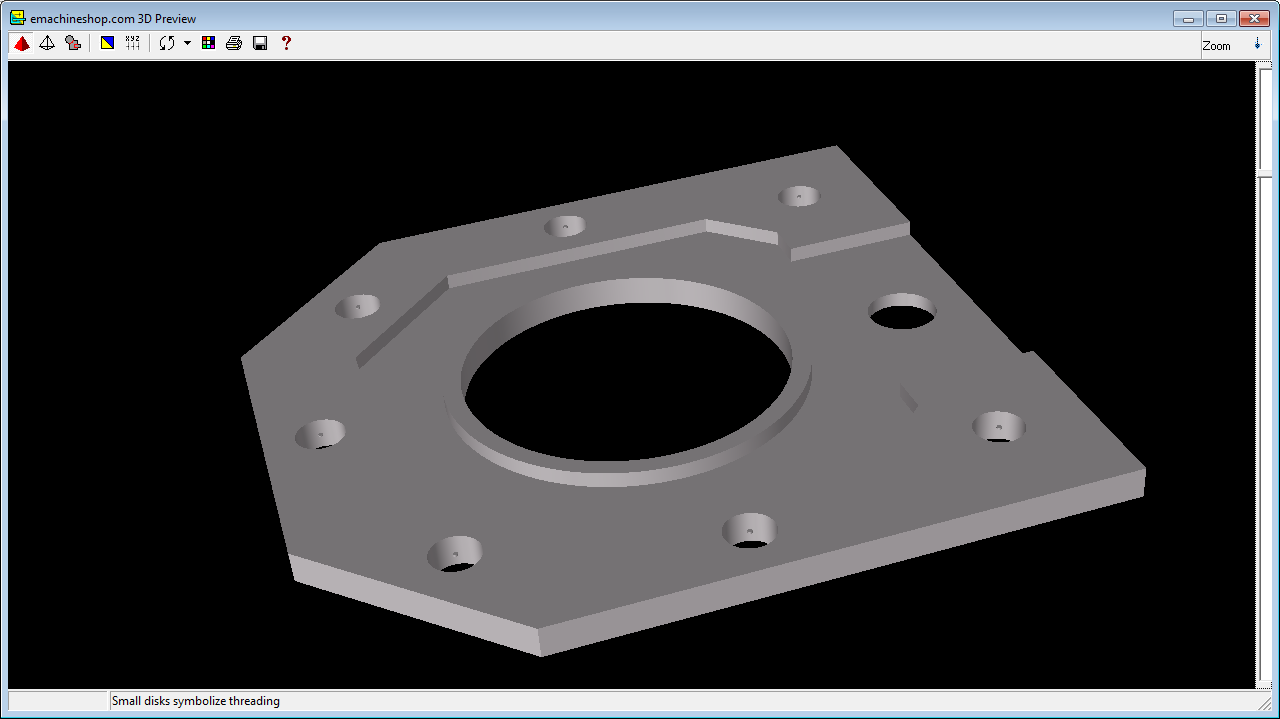 emachineshop.com 3D Preview
Zoom
Small disks symbolize threading